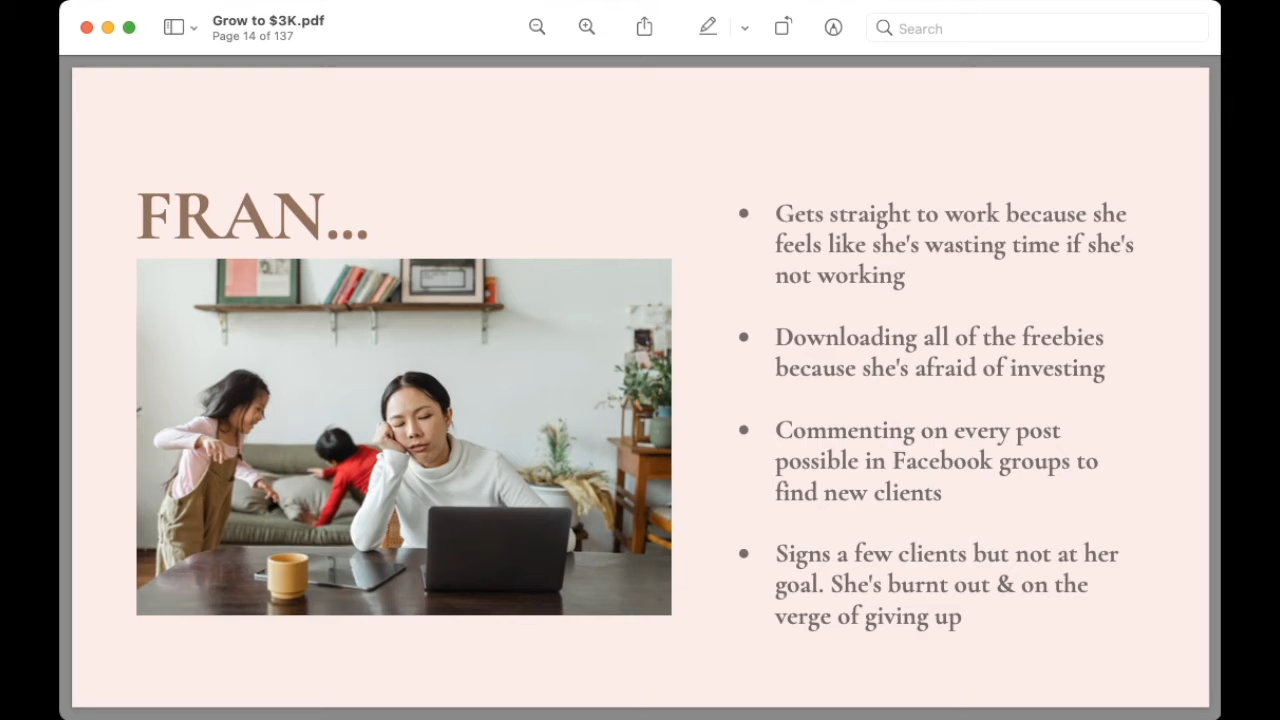 Grow to $3K.pdf
Page 14 of 137
Search
FRAN...
• Gets straight to work because she
feels like she's wasting time if she's
not working
• Downloading all of the freebies
because she's afraid of investing
• Commenting on every post
possible in Facebook groups to
find new clients
• Signs a few clients but not at her
goal. She's burnt out & on the
verge of giving up